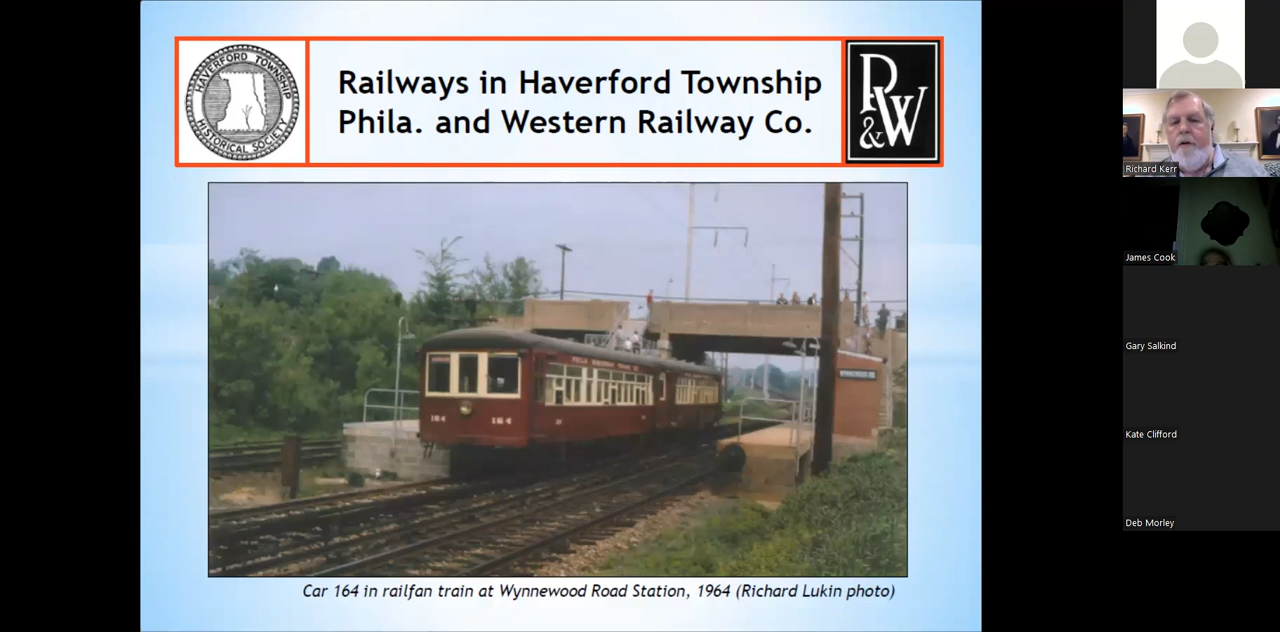 HAVERFORD TOWNSHIP
HISTORICAL SOCIETY
Railways in Haverford Township
Phila. and Western Railway Co.
P&W
164
164
WYNNEWOOD RD.
Car 164 in railfan train at Wynnewood Road Station, 1964 (Richard Lukin photo)
Richard Kerr
James Cook
Gary Salkind
Kate Clifford
Deb Morley